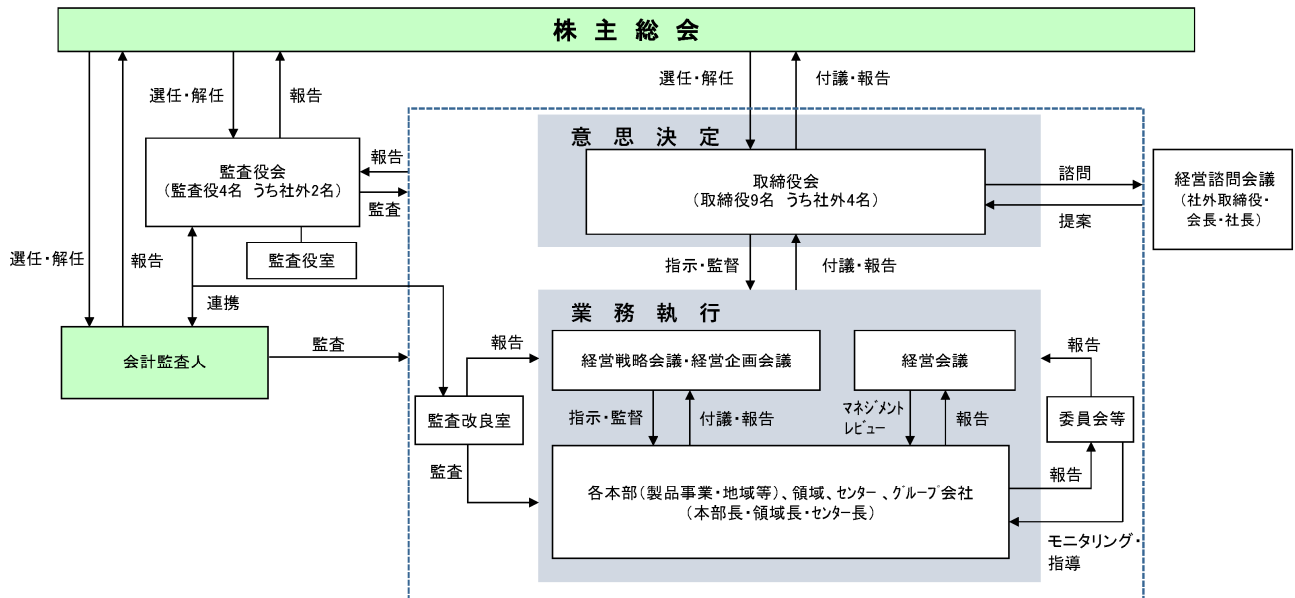 株主総会
選任・解任
報告
選任・解任
付議・報告
意思決定
監査役会
(監査役4名 うち社外2名)
報告
監査
取締役会
(取締役9名 うち社外4名)
諮問
提案
経営諮問会議
(社外取締役・
会長・社長)
監査役室
選任・解任
報告
指示・監督
付議・報告
連携
業務執行
会計監査人
監査
報告
経営戦略会議・経営企画会議
経営会議
報告
監査改良室
指示・監督
付議・報告
マネジメント
レビュー
報告
委員会等
監査
報告
各本部(製品事業・地域等)、領域、センター、グループ会社
(本部長・領域長・センター長)
モニタリング・
指導